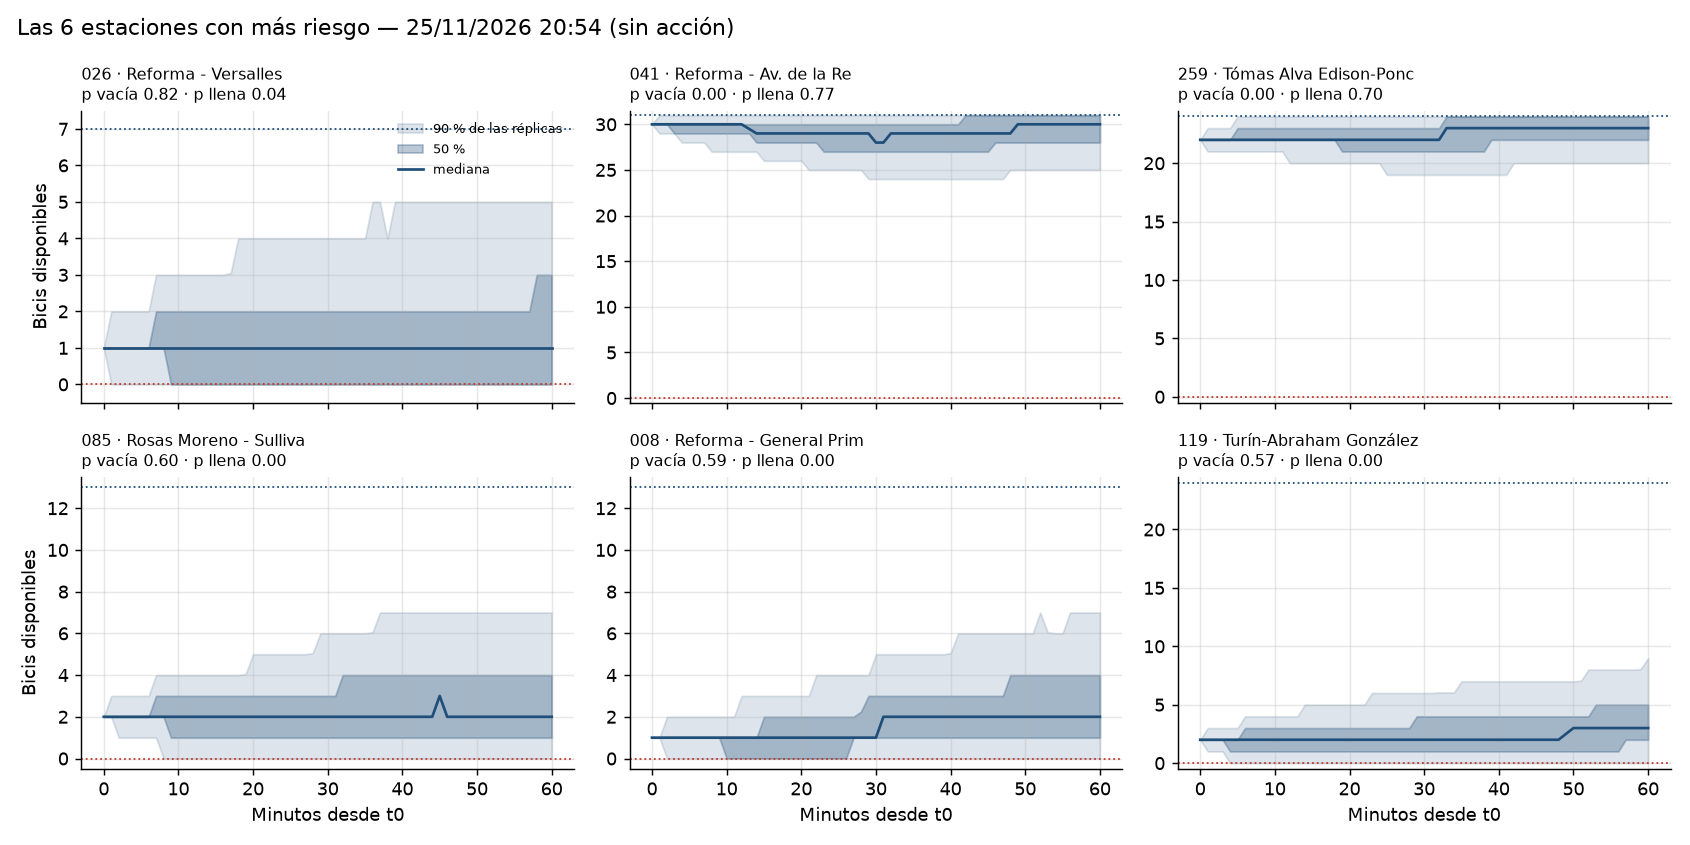 Las 6 estaciones con más riesgo — 25/11/2026 20:54 (sin acción)
026 · Reforma - Versalles
p vacía 0.82 · p llena 0.04
90 % de las réplicas
50 %
mediana
Bicis disponibles
7
6
5
4
3
2
1
0
0 10 20 30 40 50 60
041 · Reforma - Av. de la Re
p vacía 0.00 · p llena 0.77
30
25
20
15
10
5
0
259 · Tómas Alva Edison-Ponc
p vacía 0.00 · p llena 0.70
20
15
10
5
0
085 · Rosas Moreno - Sulliva
p vacía 0.60 · p llena 0.00
Bicis disponibles
12
10
8
6
4
2
0
0 10 20 30 40 50 60
Minutos desde t0
008 · Reforma - General Prim
p vacía 0.59 · p llena 0.00
12
10
8
6
4
2
0
0 10 20 30 40 50 60
Minutos desde t0
119 · Turín-Abraham González
p vacía 0.57 · p llena 0.00
20
15
10
5
0
0 10 20 30 40 50 60
Minutos desde t0